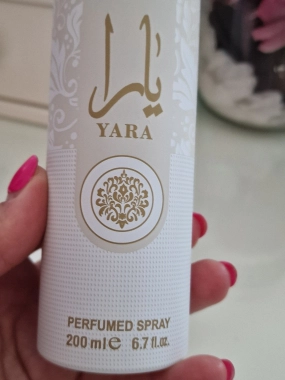 يارا
YARA
PERFUMED SPRAY
200 ml℮ 6.7 fl.oz.